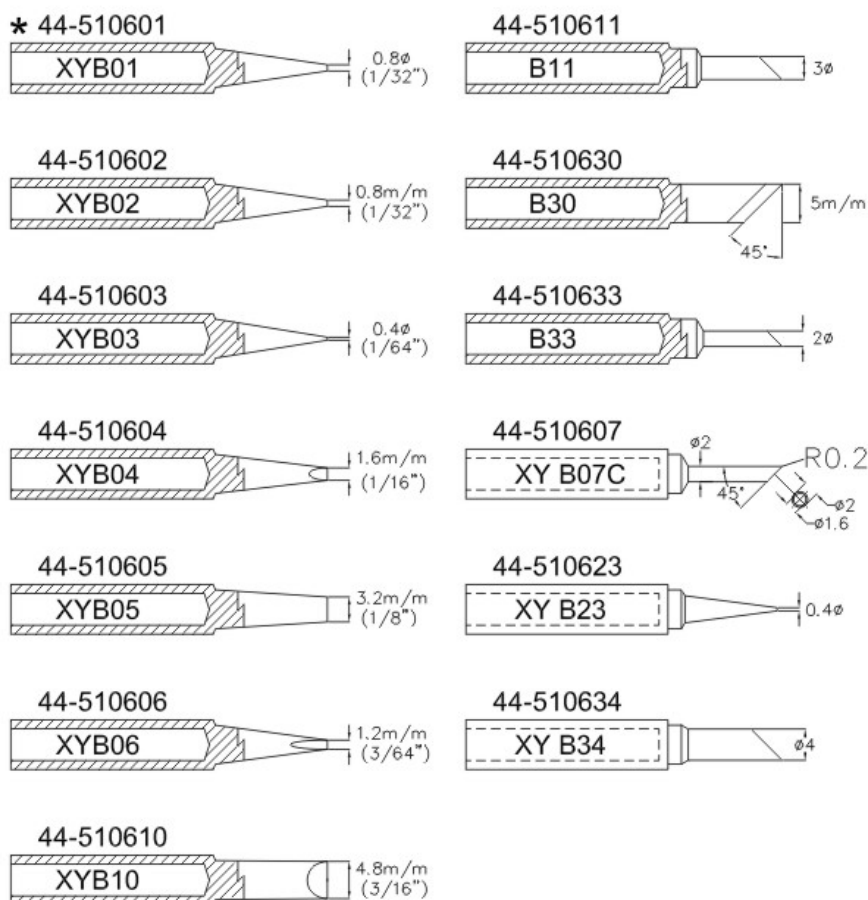 * 44-510601
XYB01
0.8ø
(1/32")
44-510602
XYB02
0.8m/m
(1/32")
44-510603
XYB03
0.4ø
(1/64")
44-510604
XYB04
1.6m/m
(1/16")
44-510605
XYB05
3.2m/m
(1/8")
44-510606
XYB06
1.2m/m
(3/64")
44-510610
XYB10
4.8m/m
(3/16")
44-510611
B11
3ø
44-510630
B30
5m/m
45°
44-510633
B33
2ø
44-510607
XY B07C
ø2
R0.2
45°
ø2
ø1.6
44-510623
XY B23
0.4ø
44-510634
XY B34
ø4